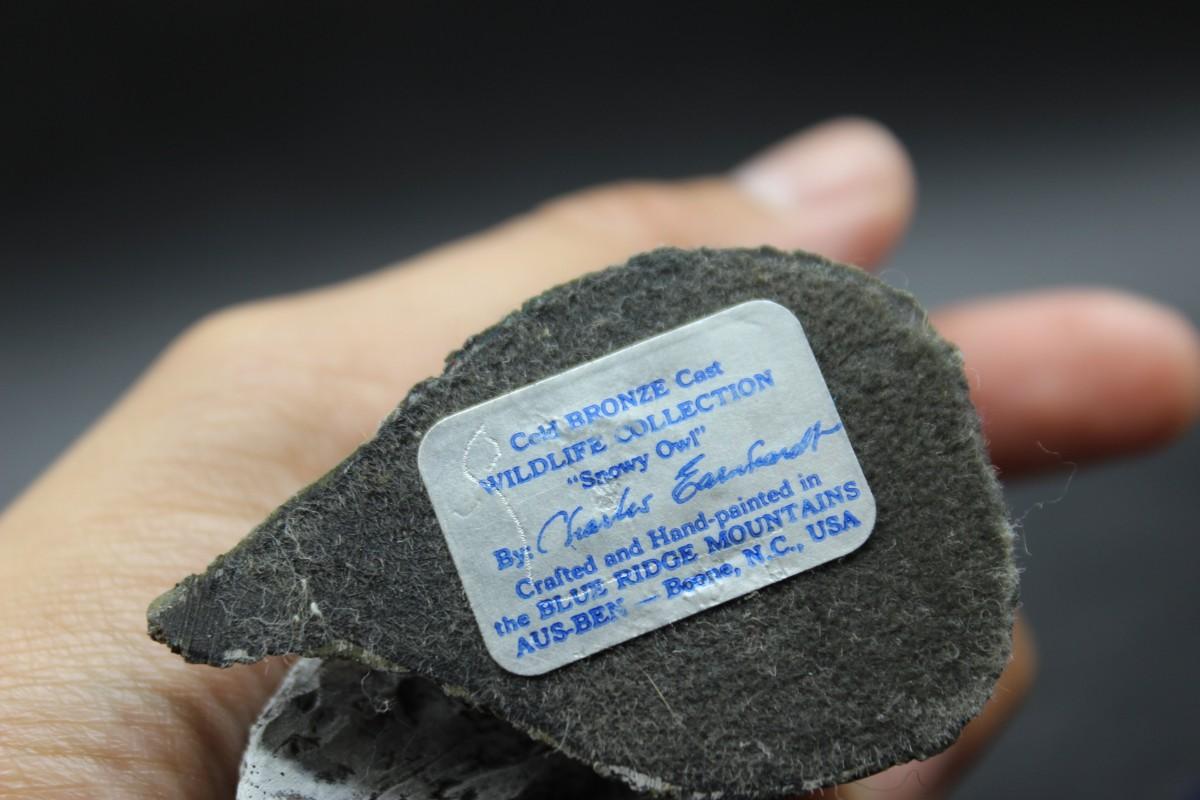 Cold BRONZE Cast
WILDLIFE COLLECTION
"Snowy Owl"
By: Charles Earnhardt
Crafted and Hand-painted in
the BLUE RIDGE MOUNTAINS
AUS-BEN — Boone, N.C., USA